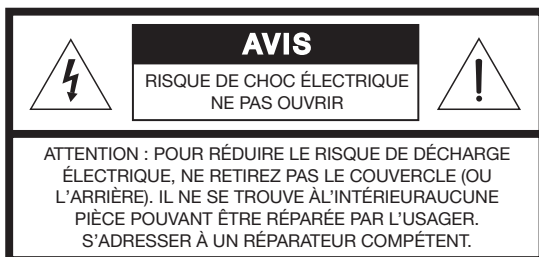 AVIS
RISQUE DE CHOC ÉLECTRIQUE
NE PAS OUVRIR
ATTENTION : POUR RÉDUIRE LE RISQUE DE DÉCHARGE
ÉLECTRIQUE, NE RETIREZ PAS LE COUVERCLE (OU
L'ARRIÈRE). IL NE SE TROUVE ÀL'INTÉRIEURAUCUNE
PIÈCE POUVANT ÊTRE RÉPARÉE PAR L'USAGER.
S'ADRESSER À UN RÉPARATEUR COMPÉTENT.